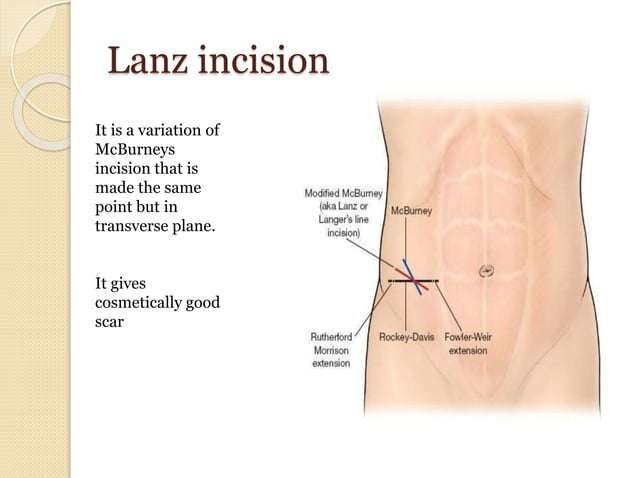 Lanz incision
It is a variation of
McBurneys
incision that is
made the same
point but in
transverse plane.
It gives
cosmetically good
scar
Modified McBurney
(aka Lanz or
Langer's line
incision)
McBurney
Rutherford
Morrison
extension
Rockey-Davis
Fowler-Weir
extension